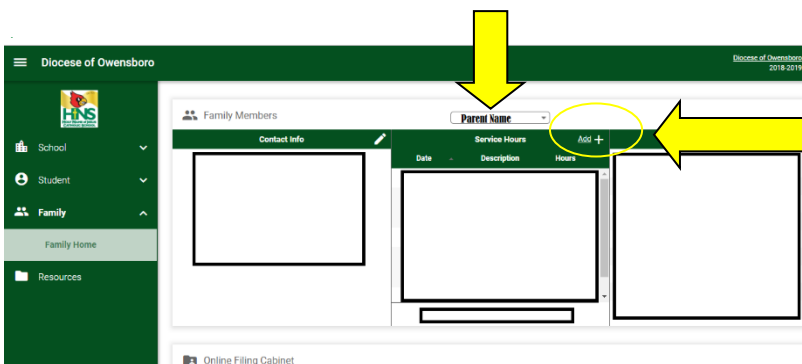 Diocese of Owensboro
Diocese of Owensboro
2018-2019
HNS
Family Members
Parent Name
Contact Info
Service Hours
Add +
Date
Description
Hours
School
Student
Family
Family Home
Resources
Online Filing Cabinet